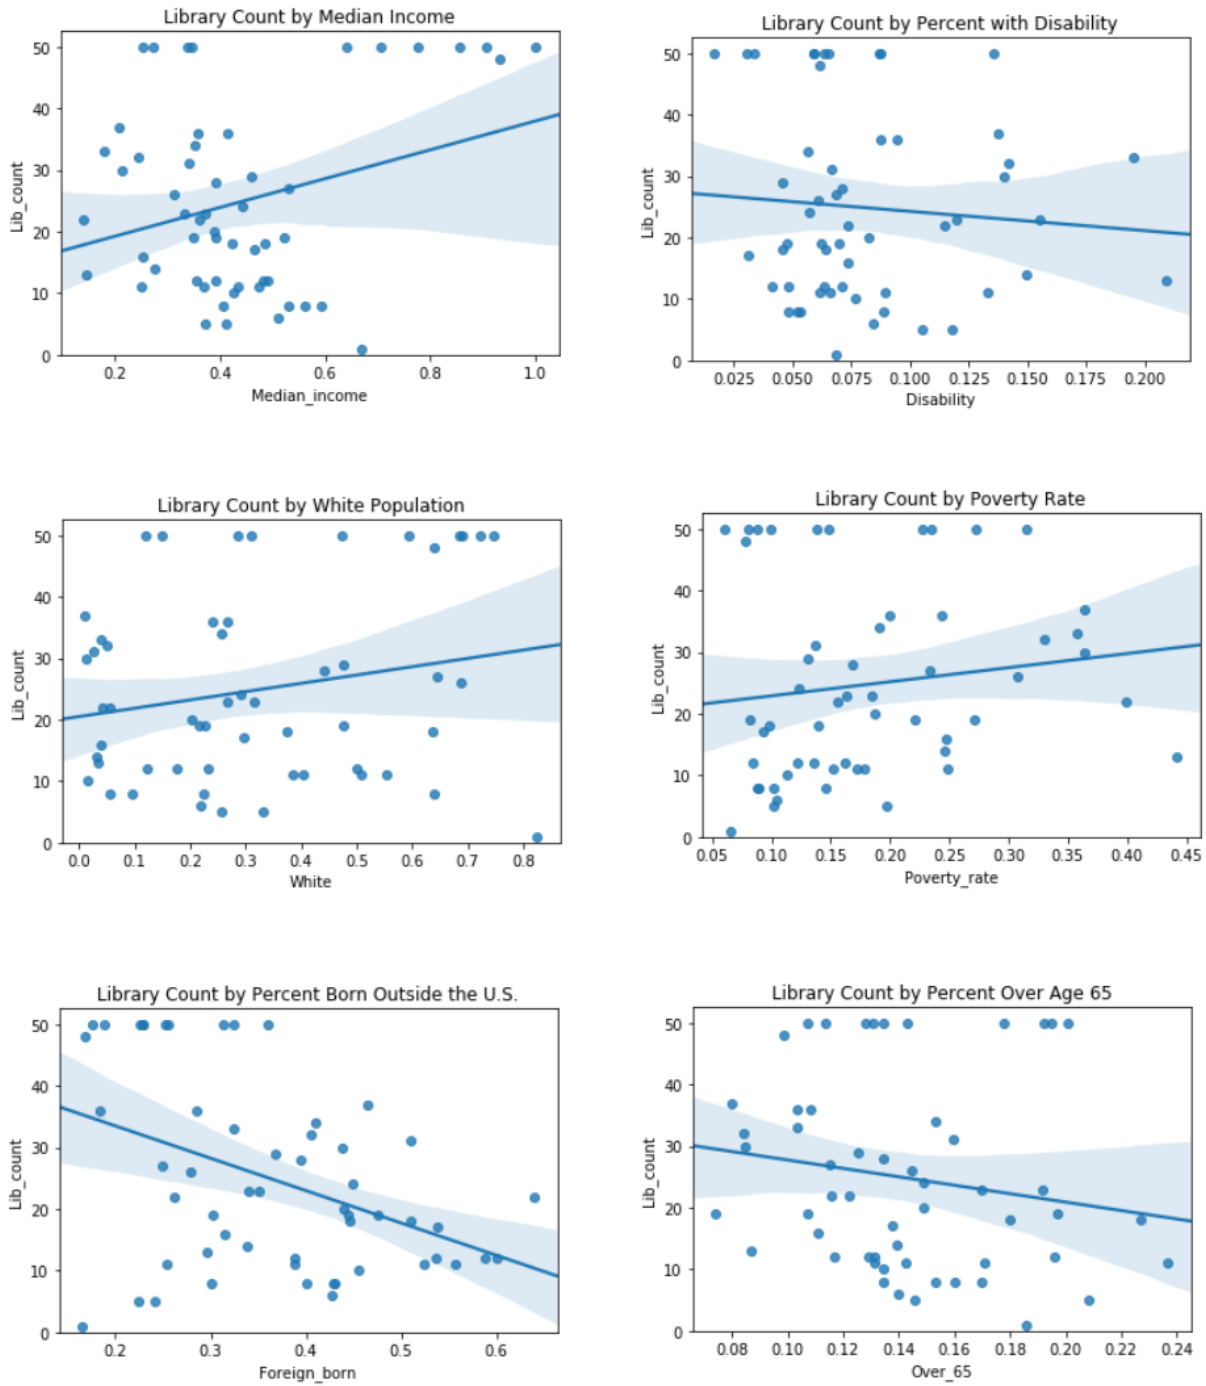 Library Count by Median Income
50
40
30
20
10
0
Lib_count
0.2 0.4 0.6 0.8 1.0
Median_income
Library Count by Percent with Disability
50
40
30
20
10
0
Lib_count
0.025 0.050 0.075 0.100 0.125 0.150 0.175 0.200
Disability
Library Count by White Population
50
40
30
20
10
0
Lib_count
0.0 0.1 0.2 0.3 0.4 0.5 0.6 0.7 0.8
White
Library Count by Poverty Rate
50
40
30
20
10
0
Lib_count
0.05 0.10 0.15 0.20 0.25 0.30 0.35 0.40 0.45
Poverty_rate
Library Count by Percent Born Outside the U.S.
50
40
30
20
10
0
Lib_count
0.2 0.3 0.4 0.5 0.6
Foreign_born
Library Count by Percent Over Age 65
50
40
30
20
10
0
Lib_count
0.08 0.10 0.12 0.14 0.16 0.18 0.20 0.22 0.24
Over_65